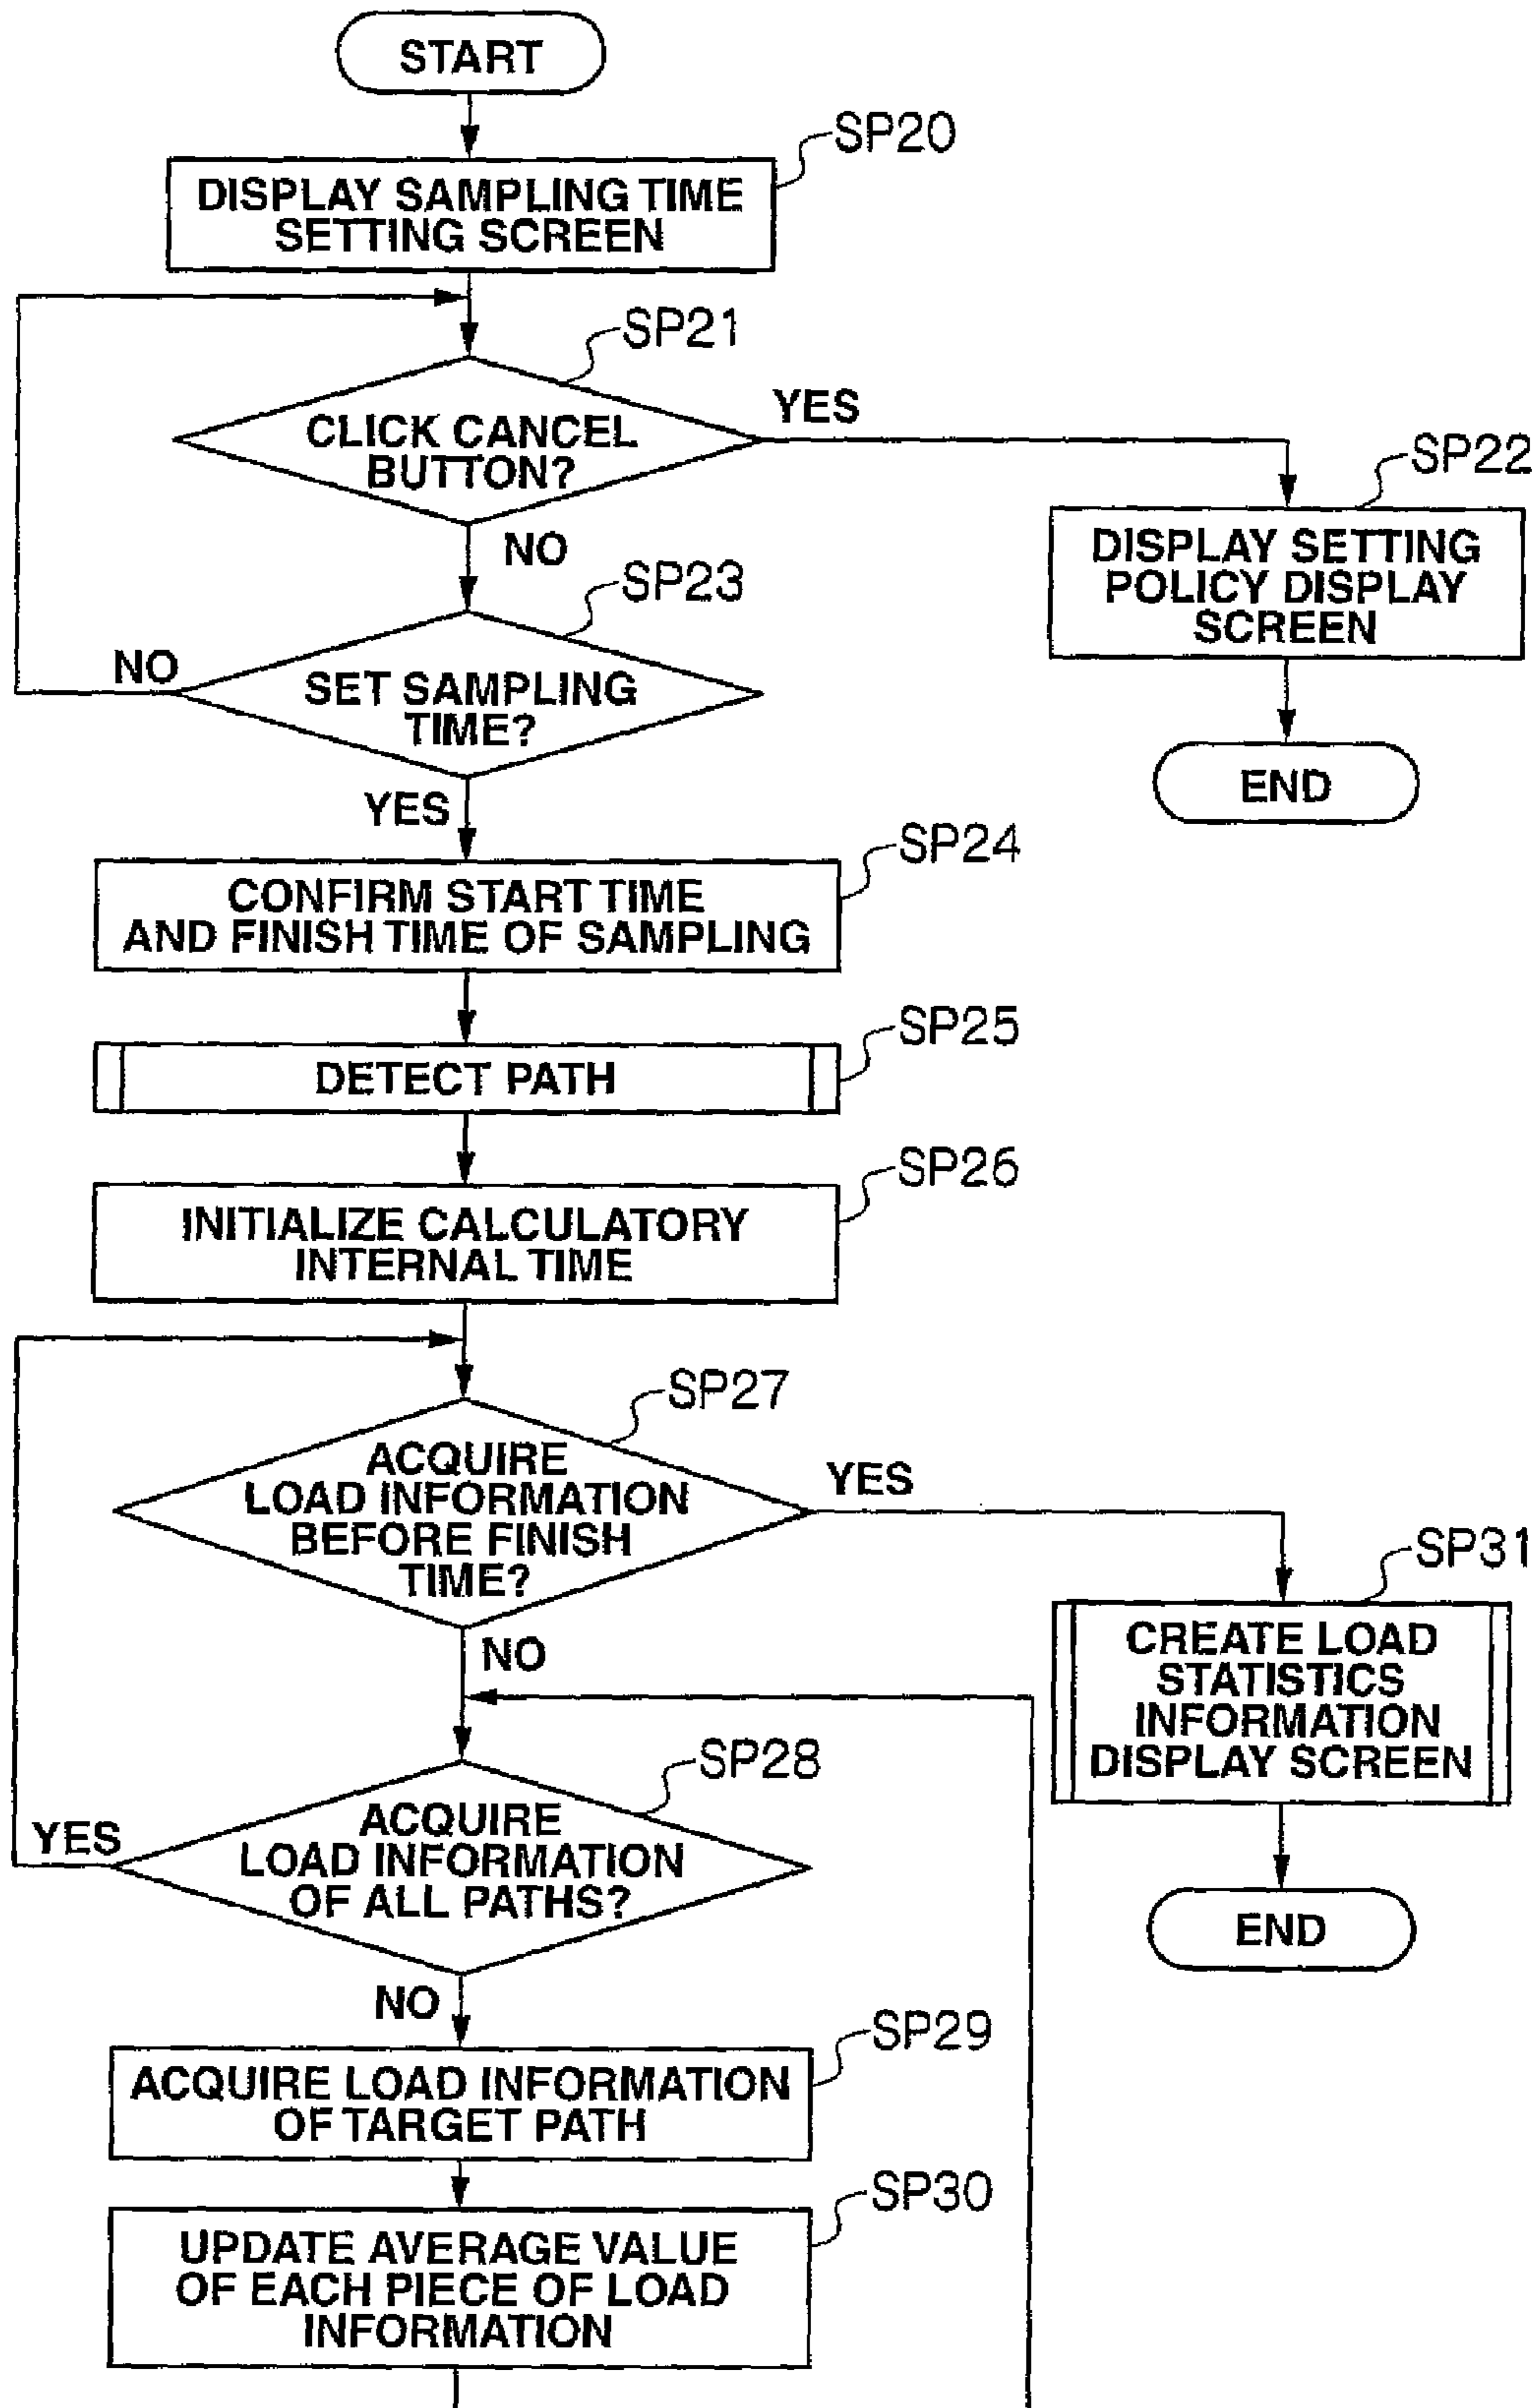 START
SP20
DISPLAY SAMPLING TIME
SETTING SCREEN
SP21
CLICK CANCEL
BUTTON?
YES
NO
SP22
DISPLAY SETTING
POLICY DISPLAY
SCREEN
END
SP23
SET SAMPLING
TIME?
NO
YES
SP24
CONFIRM START TIME
AND FINISH TIME OF SAMPLING
SP25
DETECT PATH
SP26
INITIALIZE CALCULATORY
INTERNAL TIME
SP27
ACQUIRE
LOAD INFORMATION
BEFORE FINISH
TIME?
YES
NO
SP31
CREATE LOAD
STATISTICS
INFORMATION
DISPLAY SCREEN
END
SP28
ACQUIRE
LOAD INFORMATION
OF ALL PATHS?
YES
NO
SP29
ACQUIRE LOAD INFORMATION
OF TARGET PATH
SP30
UPDATE AVERAGE VALUE
OF EACH PIECE OF LOAD
INFORMATION